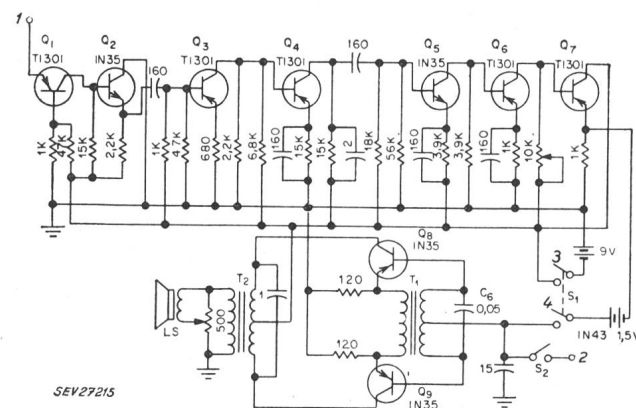 1
Q1 TI301
Q2 1N35
Q3 TI301
Q4 TI301
160
160
Q5 1N35
Q6 TI301
Q7 TI301
1K
47K
15K
2,2K
1K
4.7K
680
2,2K
6,8K
160
15K
15K
2
18K
56K
160
3.9K
3,9K
160
1K
10K
1K
Q8
1N35
9V
3
S1
4
1N43
1,5V
T2
1
120
T1
C6
0,05
LS
500
120
15
S2
2
Q9
1N35
SEV27215